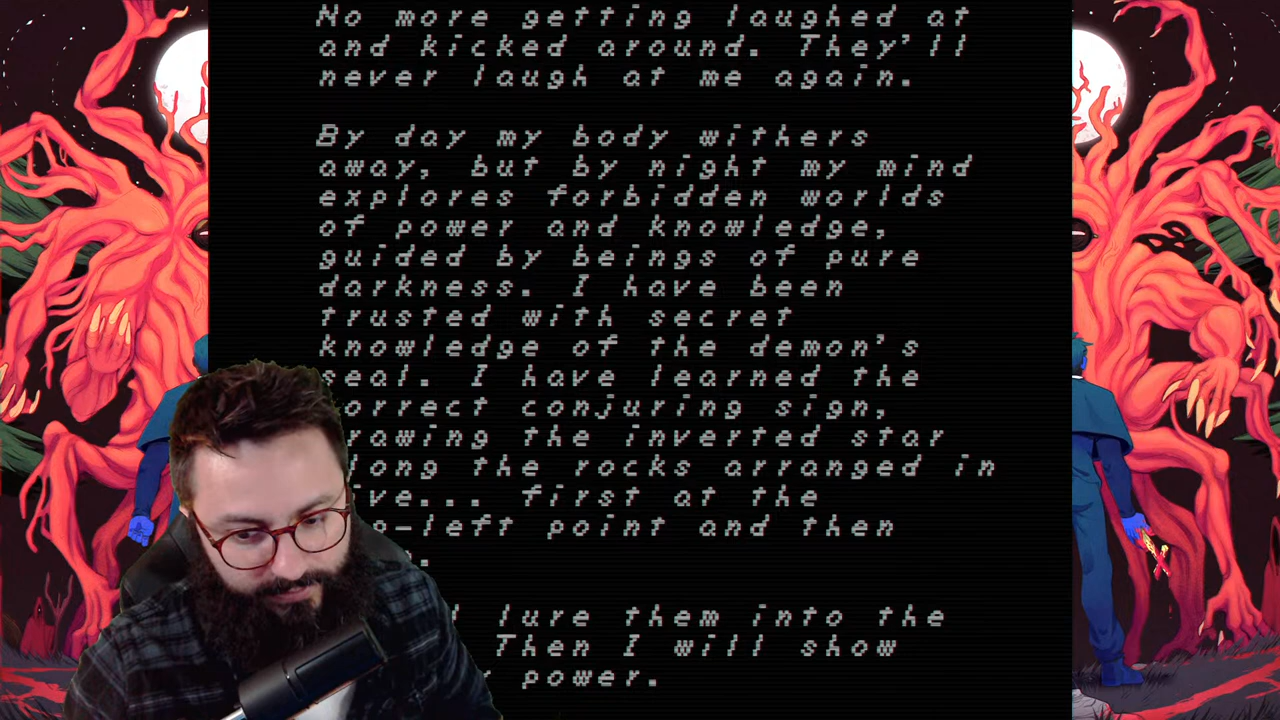 No more getting laughed at
and kicked around. They'll
never laugh at me again.
By day my body withers
away, but by night my mind
explores forbidden worlds
of power and knowledge,
guided by beings of pure
darkness. I have been
trusted with secret
knowledge of the demon's
seal. I have learned the
orrect conjuring sign,
rawing the inverted star
long the rocks arranged in
ive... first at the
-left point and then
.
lure them into the
Then I will show
power.